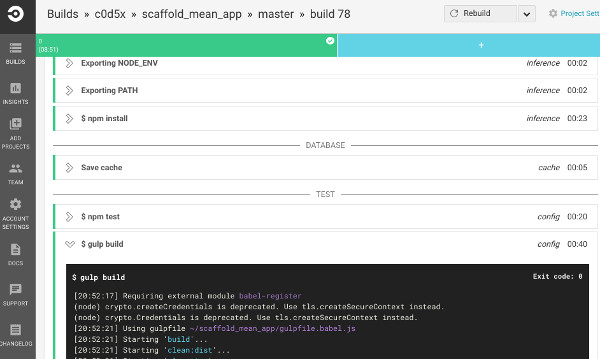 Builds » c0d5x » scaffold_mean_app » master » build 78
Rebuild
Project Sett
0
(03:51)
+
BUILDS
INSIGHTS
ADD
PROJECTS
TEAM
ACCOUNT
SETTINGS
DOCS
SUPPORT
CHANGELOG
Exporting NODE_ENV inference 00:02
Exporting PATH inference 00:02
$ npm install inference 00:23
DATABASE
Save cache cache 00:05
TEST
$ npm test config 00:20
$ gulp build config 00:40
$ gulp build Exit code: 0
[20:52:17] Requiring external module babel-register
(node) crypto.createCredentials is deprecated. Use tls.createSecureContext instead.
(node) crypto.Credentials is deprecated. Use tls.createSecureContext instead.
[20:52:21] Using gulpfile ~/scaffold_mean_app/gulpfile.babel.js
[20:52:21] Starting 'build'...
[20:52:21] Starting 'clean:dist'...